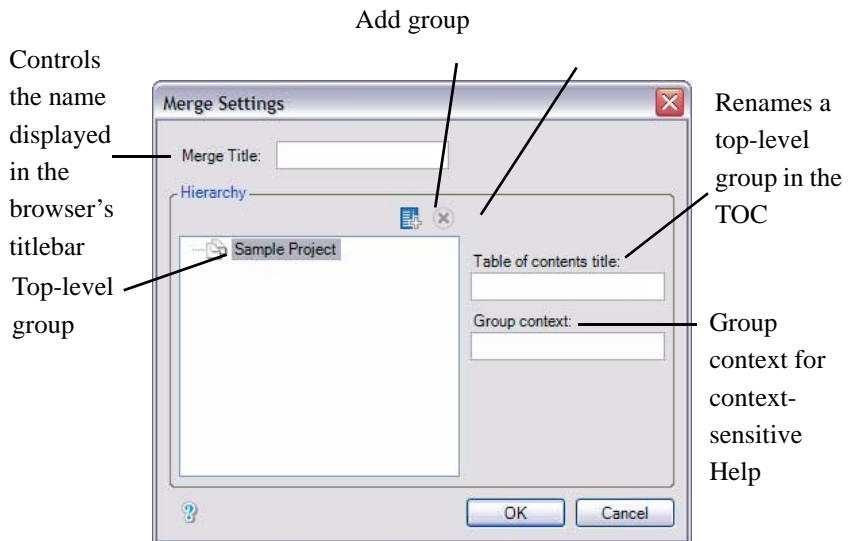 Add group
Controls
the name
displayed
in the
browser's
titlebar
Top-level
group
Merge Settings
Merge Title:
Hierarchy
Sample Project
Table of contents title:
Group context:
OK
Cancel
Renames a
top-level
group in the
TOC
Group
context for
context-
sensitive
Help